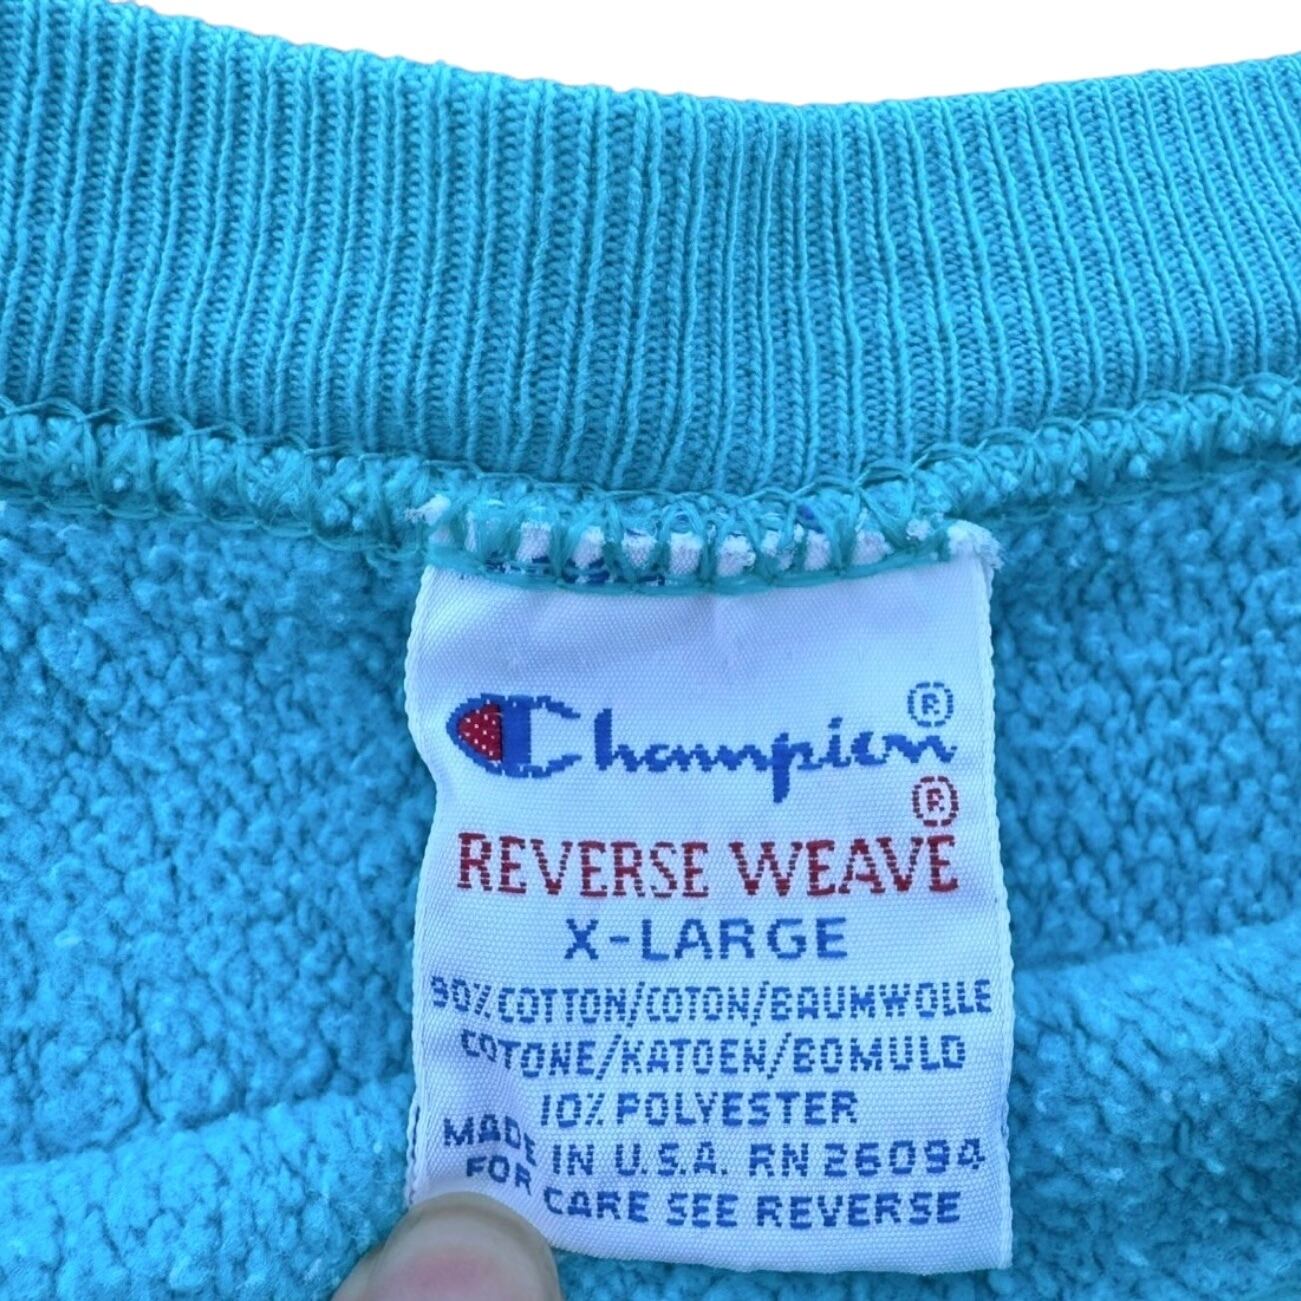 Champion®
REVERSE WEAVE®
X-LARGE
90% COTTON/COTON/BAUMWOLLE
COTONE/KATOEN/BOMULD
10% POLYESTER
MADE IN U.S.A. RN 26094
FOR CARE SEE REVERSE